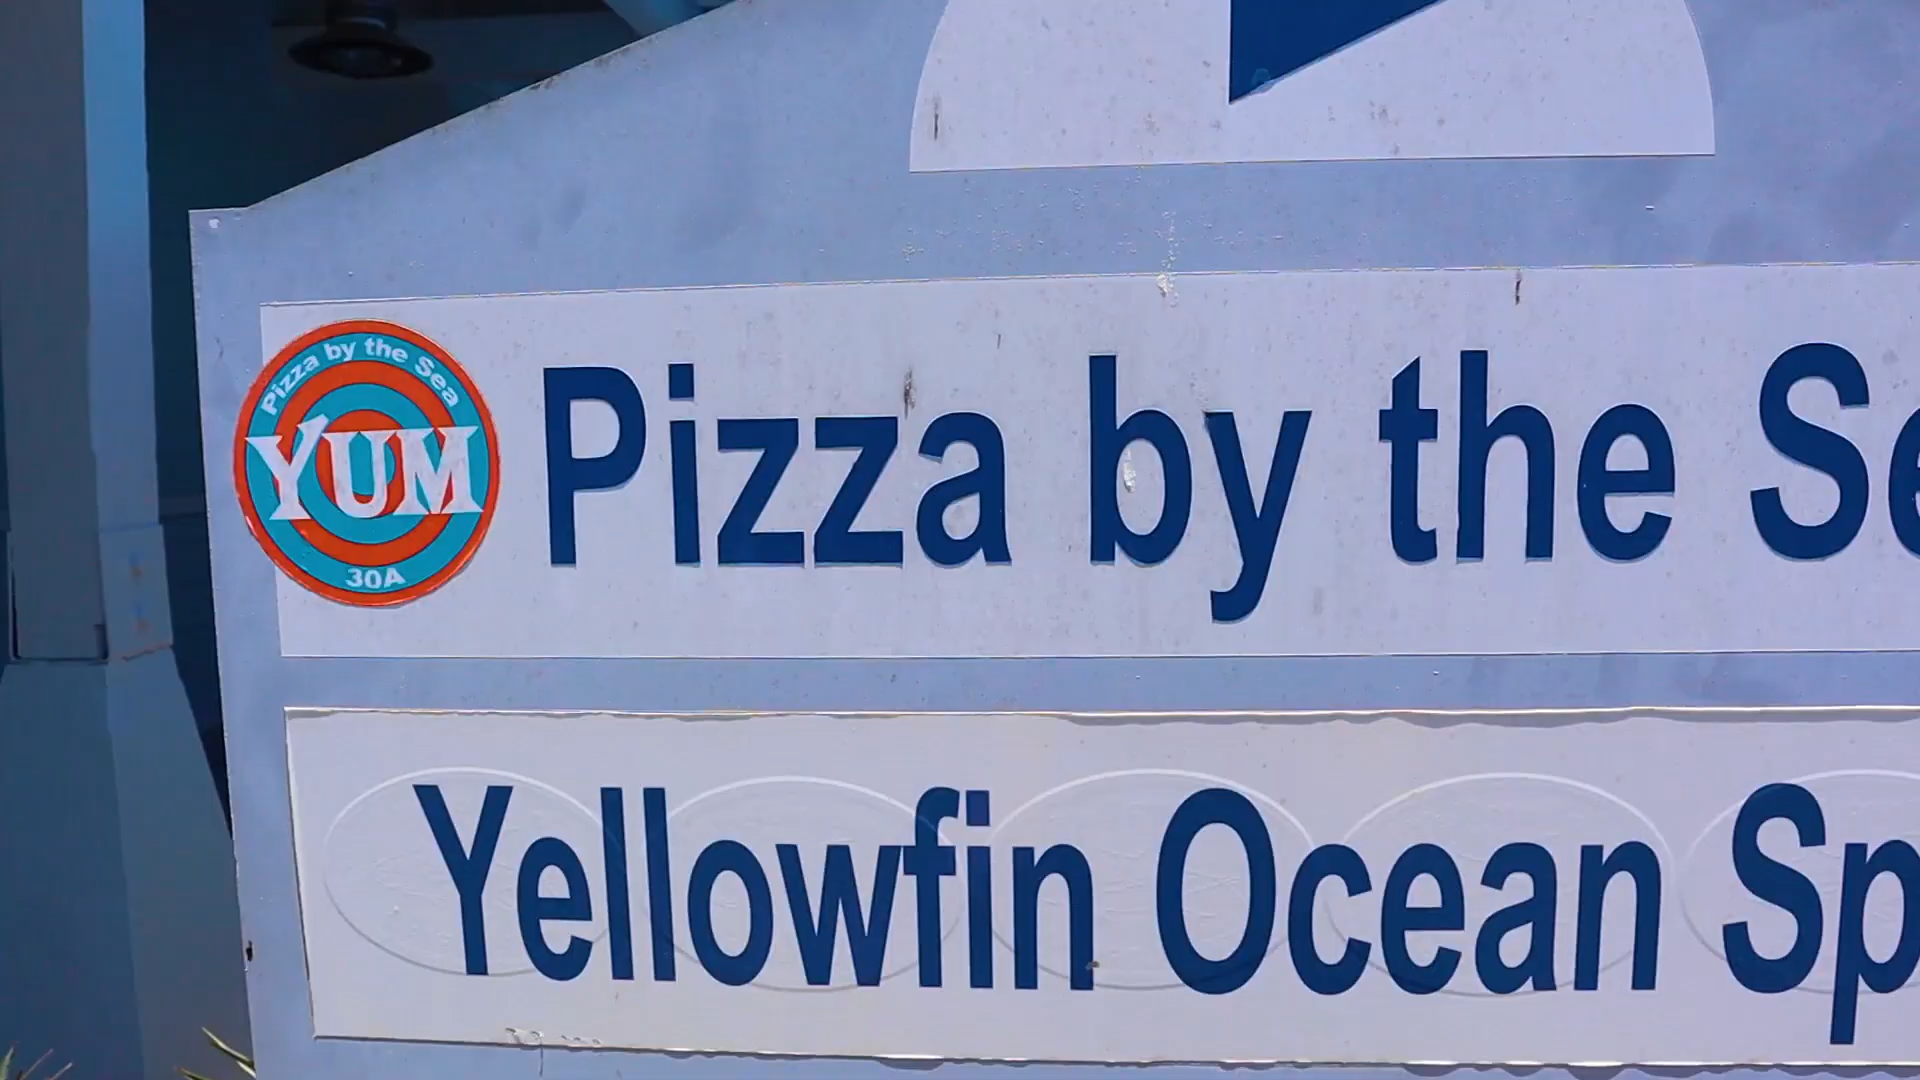 Pizza by the Sea
YUM
30A
Pizza by the Se
Yellowfin Ocean Sp